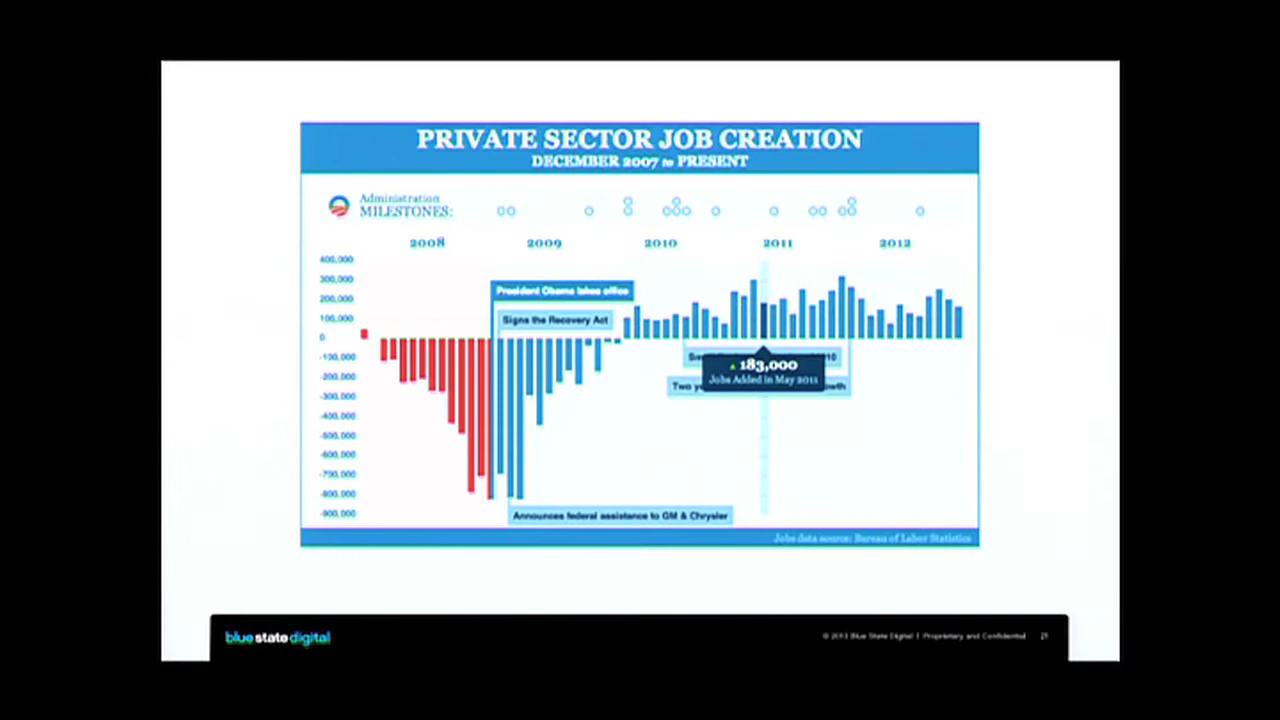 PRIVATE SECTOR JOB CREATION
DECEMBER 2007 to PRESENT
Administration
MILESTONES:
2008 2009 2010 2011 2012
400,000
300,000
200,000
100,000
0
-100,000
-200,000
-300,000
-400,000
-500,000
-600,000
-700,000
-800,000
-900,000
President Obama takes office
Signs the Recovery Act
10
183,000
Jobs Added in May 2011
Two
Announces federal assistance to GM & Chrysler
Jobs data source: Bureau of Labor Statistics
blue state digital
© 2013 Blue State Digital | Proprietary and Confidential 21